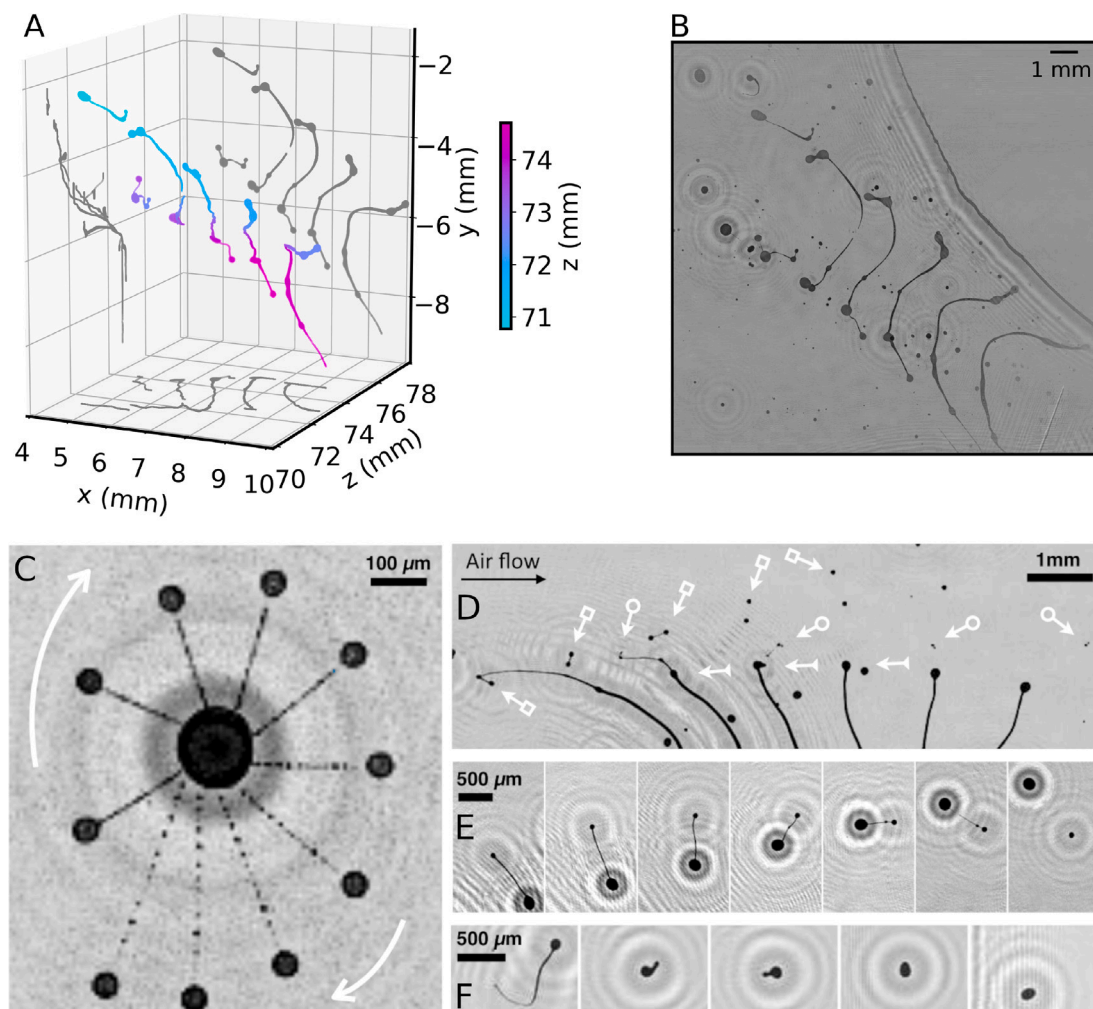 A
−2
−4
−6
−8
y (mm)
74
73
72
71
z (mm)
4 5 6 7 8 9 10
x (mm)
70 72 74 76 78
z (mm)
B
1 mm
C
100 µm
D
Air flow
1mm
E
500 µm
F
500 µm